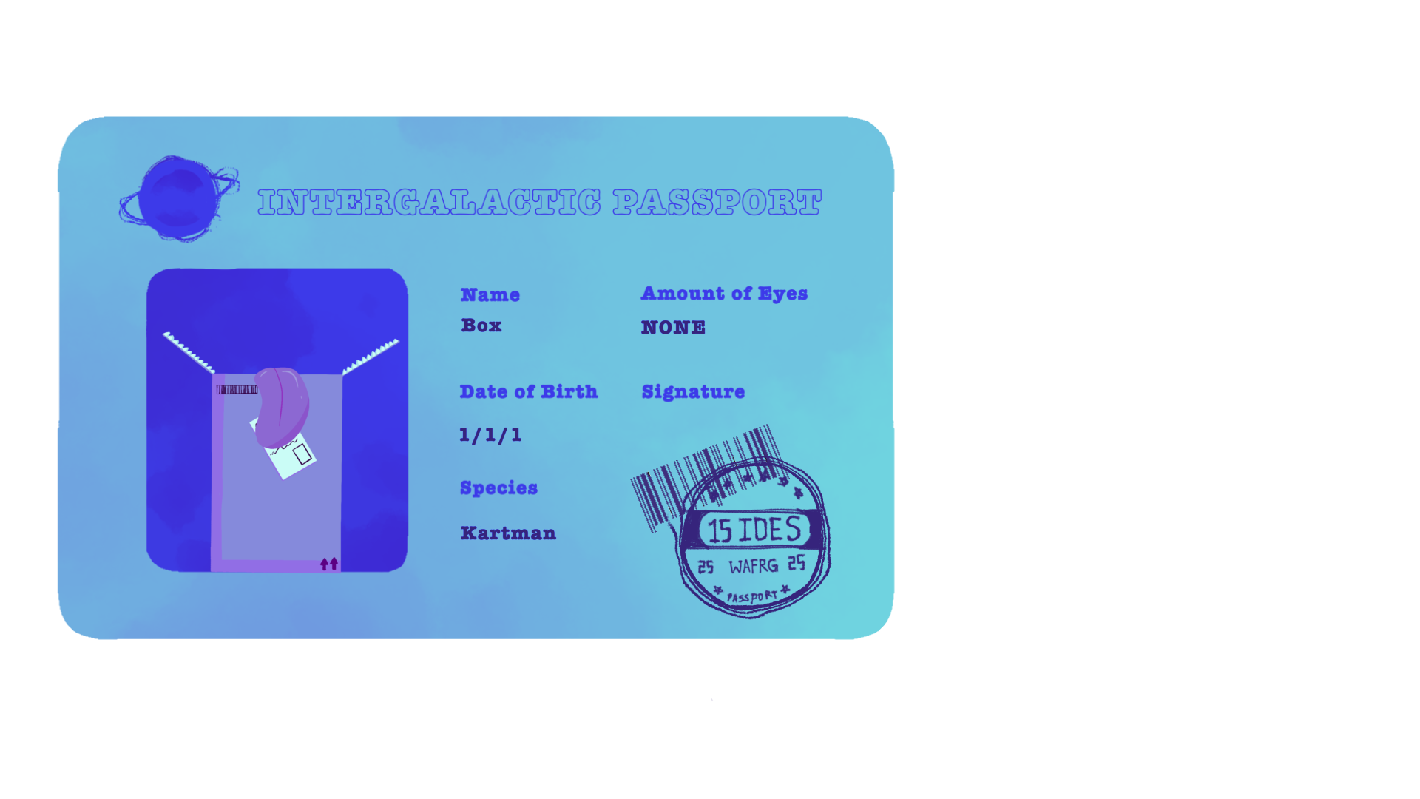 INTERGALACTIC PASSPORT
Name
Box
Amount of Eyes
NONE
Date of Birth
1/1/1
Signature
Species
Kartman
15 IDES
25 WAFRG 25
PASSPORT